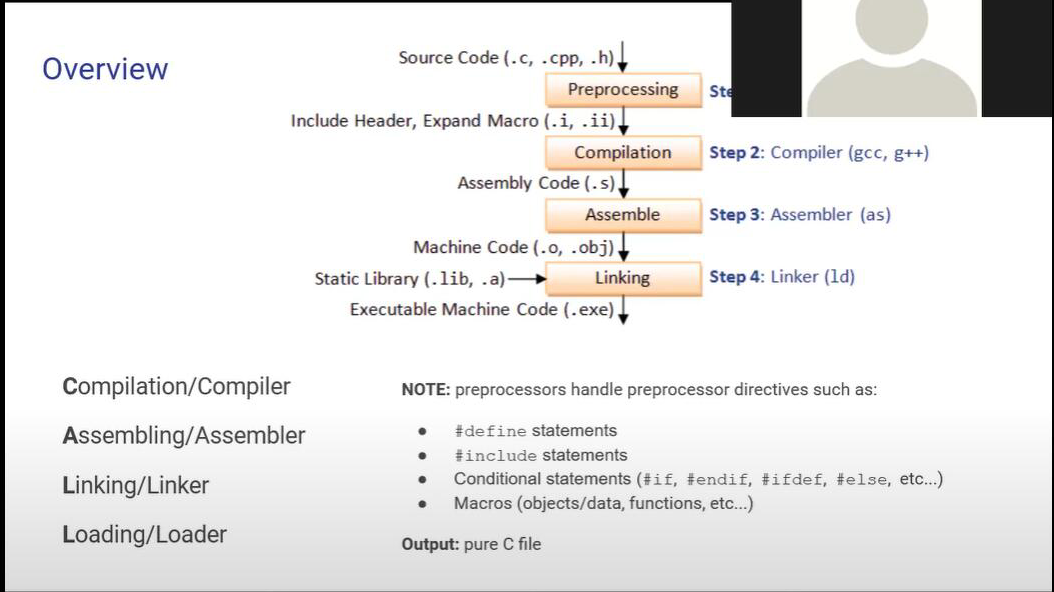 Overview
Source Code (.c, .cpp, .h)
Preprocessing
Include Header, Expand Macro (.i, .ii)
Compilation
Step 2: Compiler (gcc, g++)
Assembly Code (.s)
Assemble
Step 3: Assembler (as)
Machine Code (.o, .obj)
Static Library (.lib, .a)
Linking
Step 4: Linker (ld)
Executable Machine Code (.exe)
Compilation/Compiler
Assembling/Assembler
Linking/Linker
Loading/Loader
NOTE: preprocessors handle preprocessor directives such as:
● #define statements
● #include statements
● Conditional statements (#if, #endif, #ifdef, #else, etc...)
● Macros (objects/data, functions, etc...)
Output: pure C file